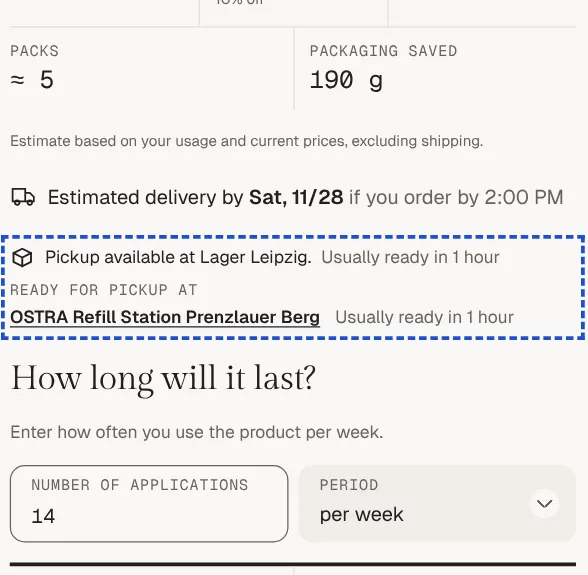 10% off
PACKS
≈ 5
PACKAGING SAVED
190 g
Estimate based on your usage and current prices, excluding shipping.
Estimated delivery by Sat, 11/28 if you order by 2:00 PM
Pickup available at Lager Leipzig. Usually ready in 1 hour
READY FOR PICKUP AT
OSTRA Refill Station Prenzlauer Berg Usually ready in 1 hour
How long will it last?
Enter how often you use the product per week.
NUMBER OF APPLICATIONS
14
PERIOD
per week